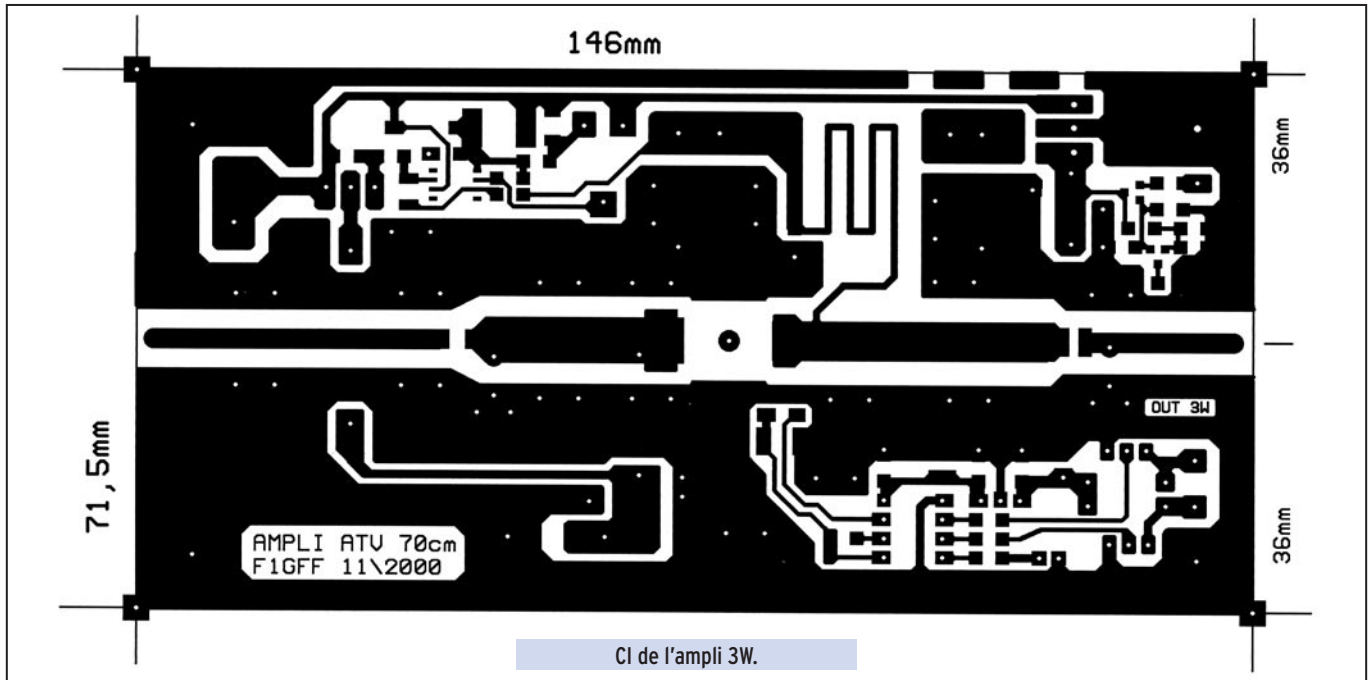 146mm
36mm
OUT 3W
71,5mm
AMPLI ATV 70cm
F1GFF 11\2000
36mm
CI de l'ampli 3W.